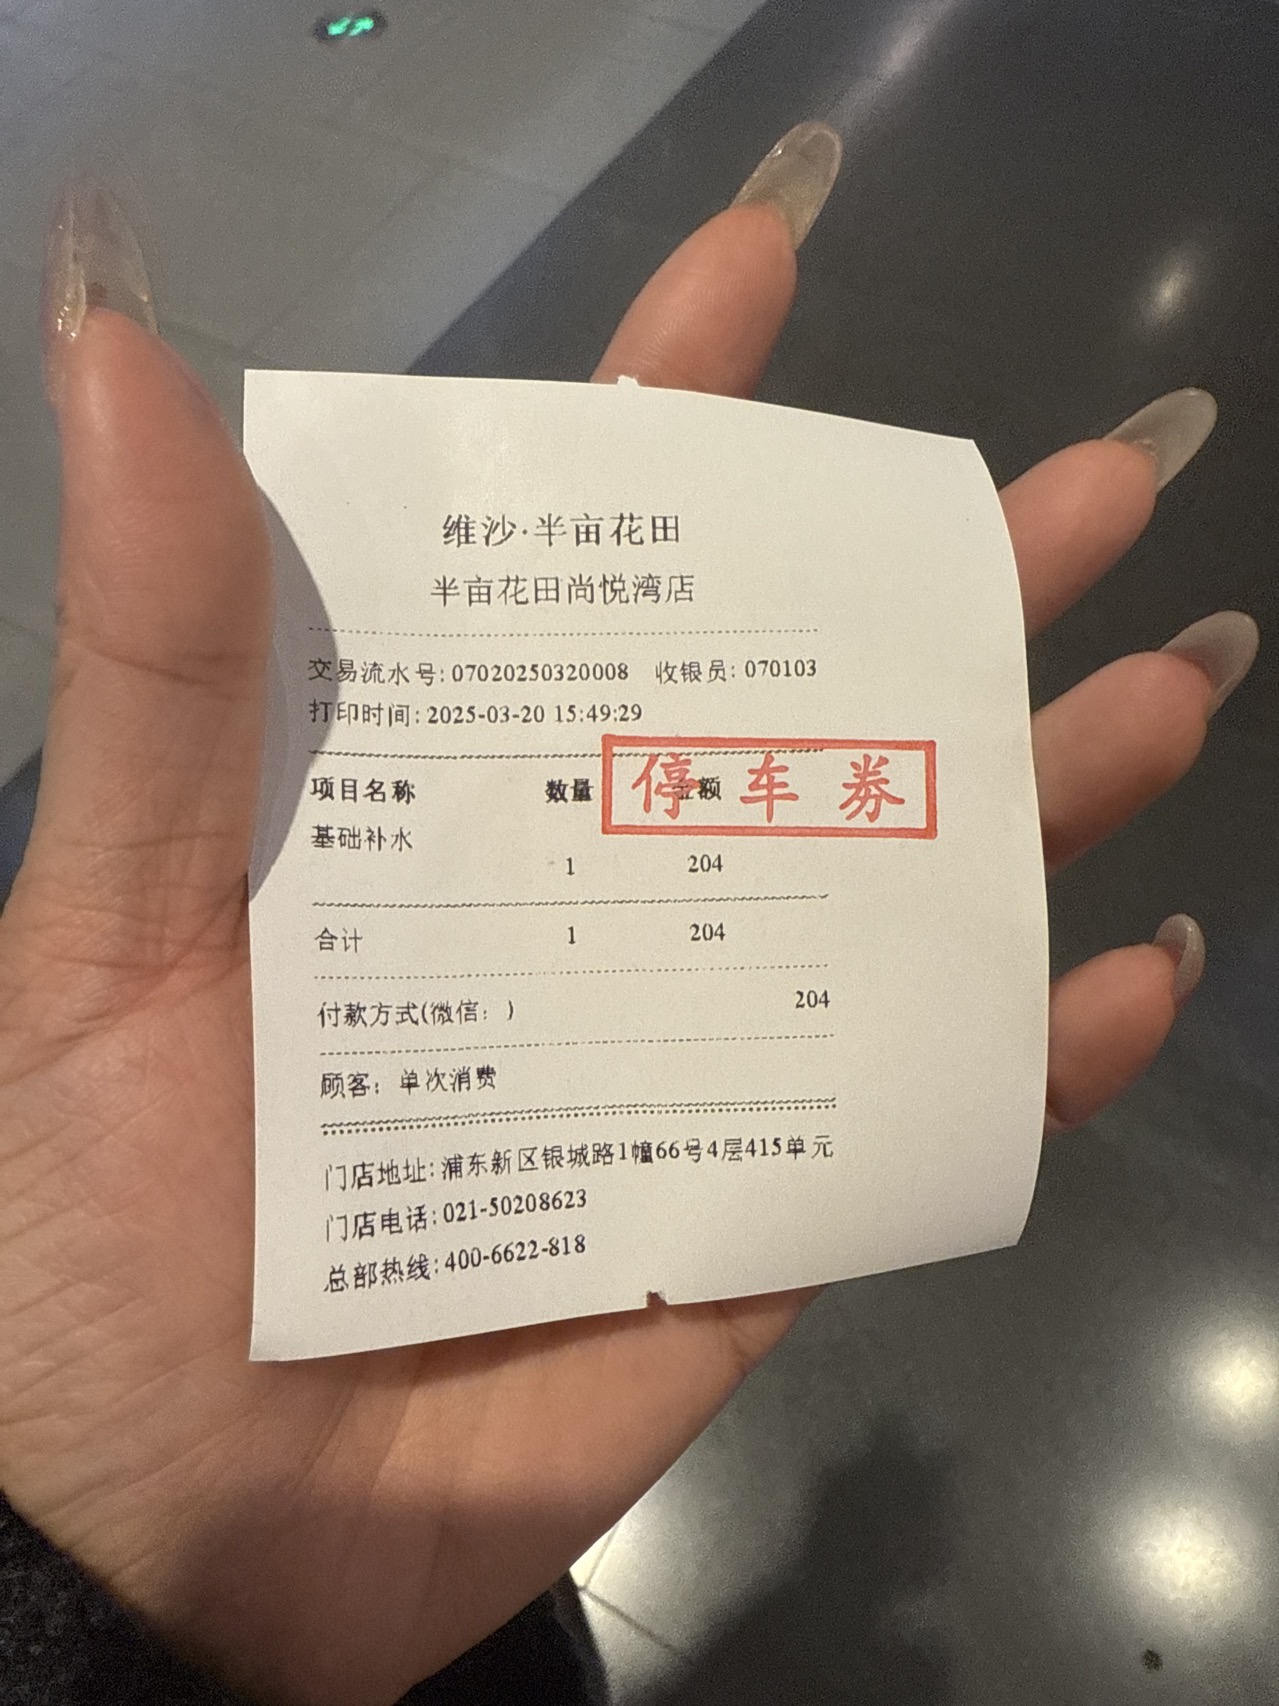 维沙·半亩花田
半亩花田尚悦湾店
交易流水号: 07020250320008 收银员: 070103
打印时间: 2025-03-20 15:49:29
停车券
项目名称 数量 金额
基础补水
1 204
合计 1 204
付款方式(微信: ) 204
顾客: 单次消费
门店地址: 浦东新区银城路1幢66号4层415单元
门店电话: 021-50208623
总部热线: 400-6622-818